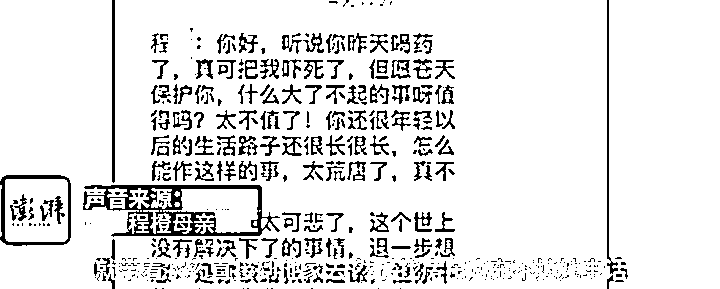 程 ：你好，听说你昨天喝药
了，真可把我吓死了，但愿苍天
保护你，什么大了不起的事呀值
得吗？太不值了！你还很年轻以
后的生活路子还很长很长，怎么
能作这样的事，太荒唐了，真不
太可悲了，这个世上
没有解决下了的事情，退一步想
澎湃
声音来源：
程橙母亲